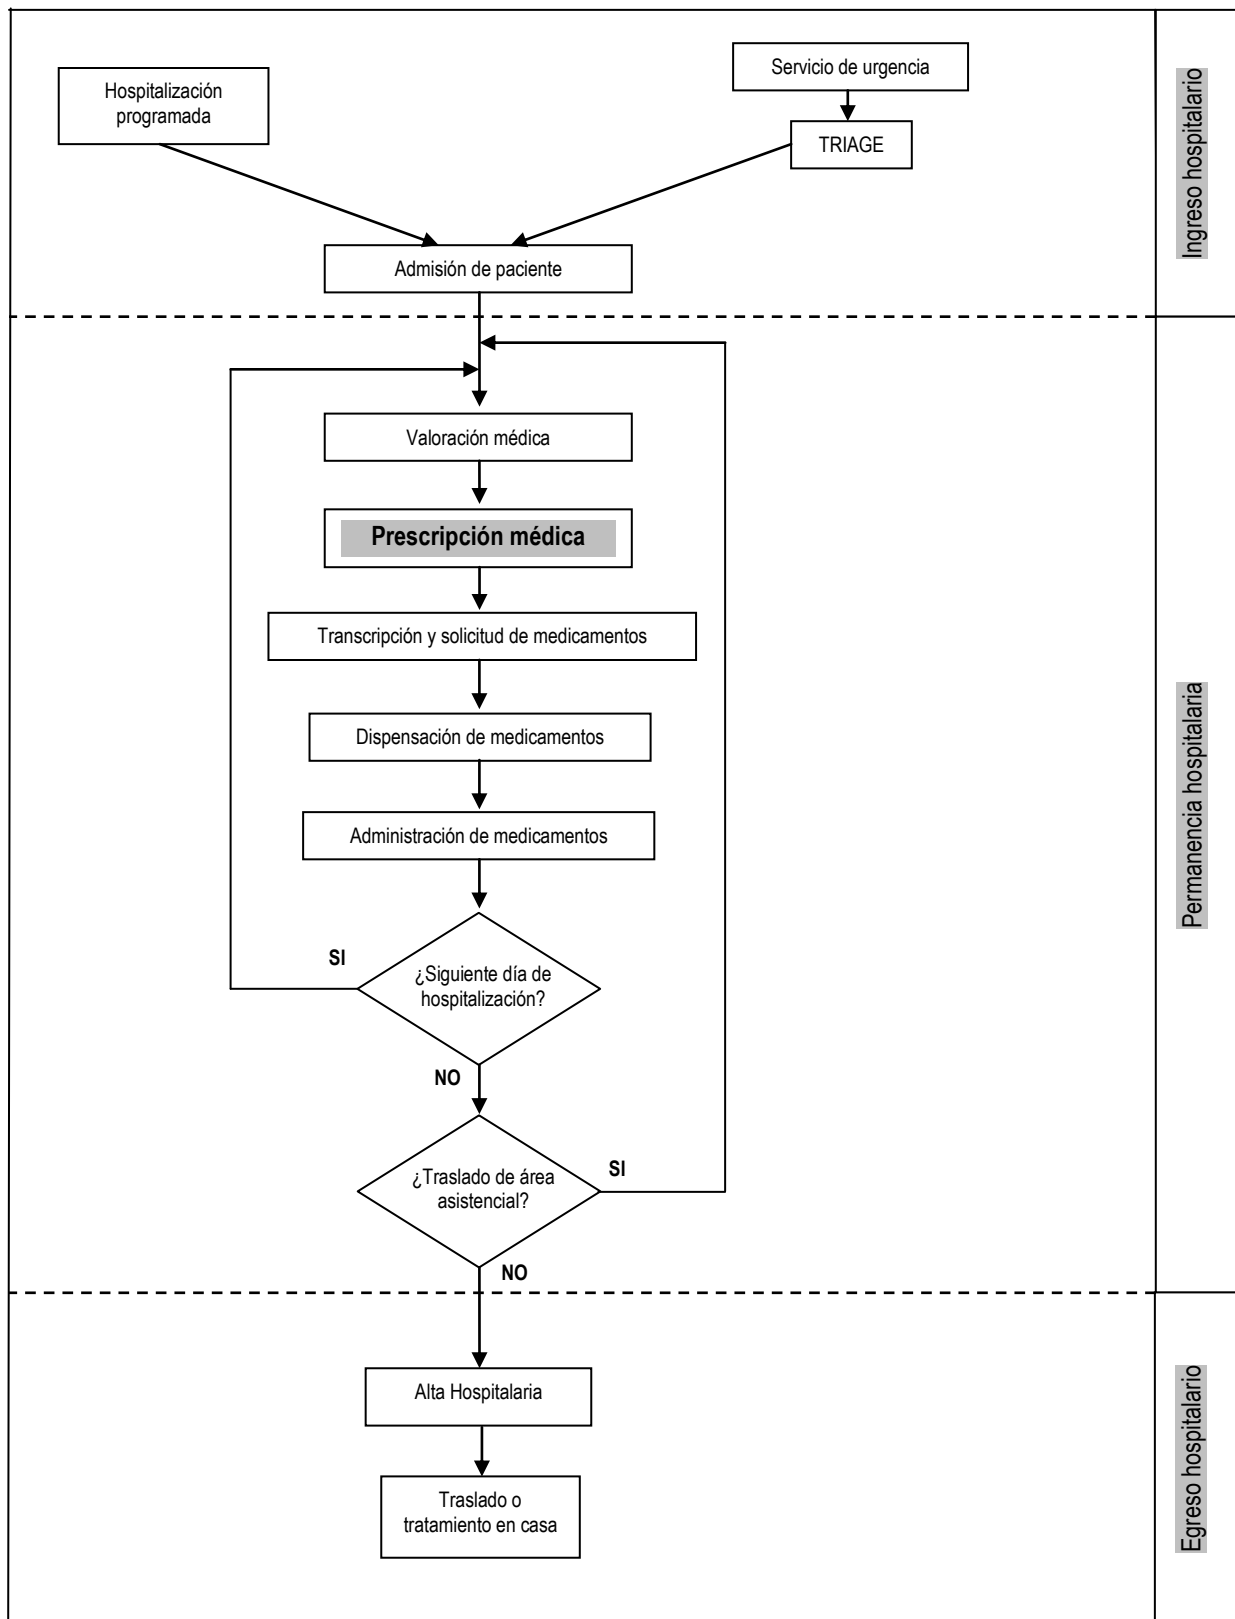 Servicio de urgencia
Hospitalización
programada
TRIAGE
Admisión de paciente
Ingreso hospitalario
Valoración médica
Prescripción médica
Transcripción y solicitud de medicamentos
Dispensación de medicamentos
Administración de medicamentos
SI
¿Siguiente día de
hospitalización?
NO
¿Traslado de área
asistencial?
SI
NO
Permanencia hospitalaria
Alta Hospitalaria
Traslado o
tratamiento en casa
Egreso hospitalario